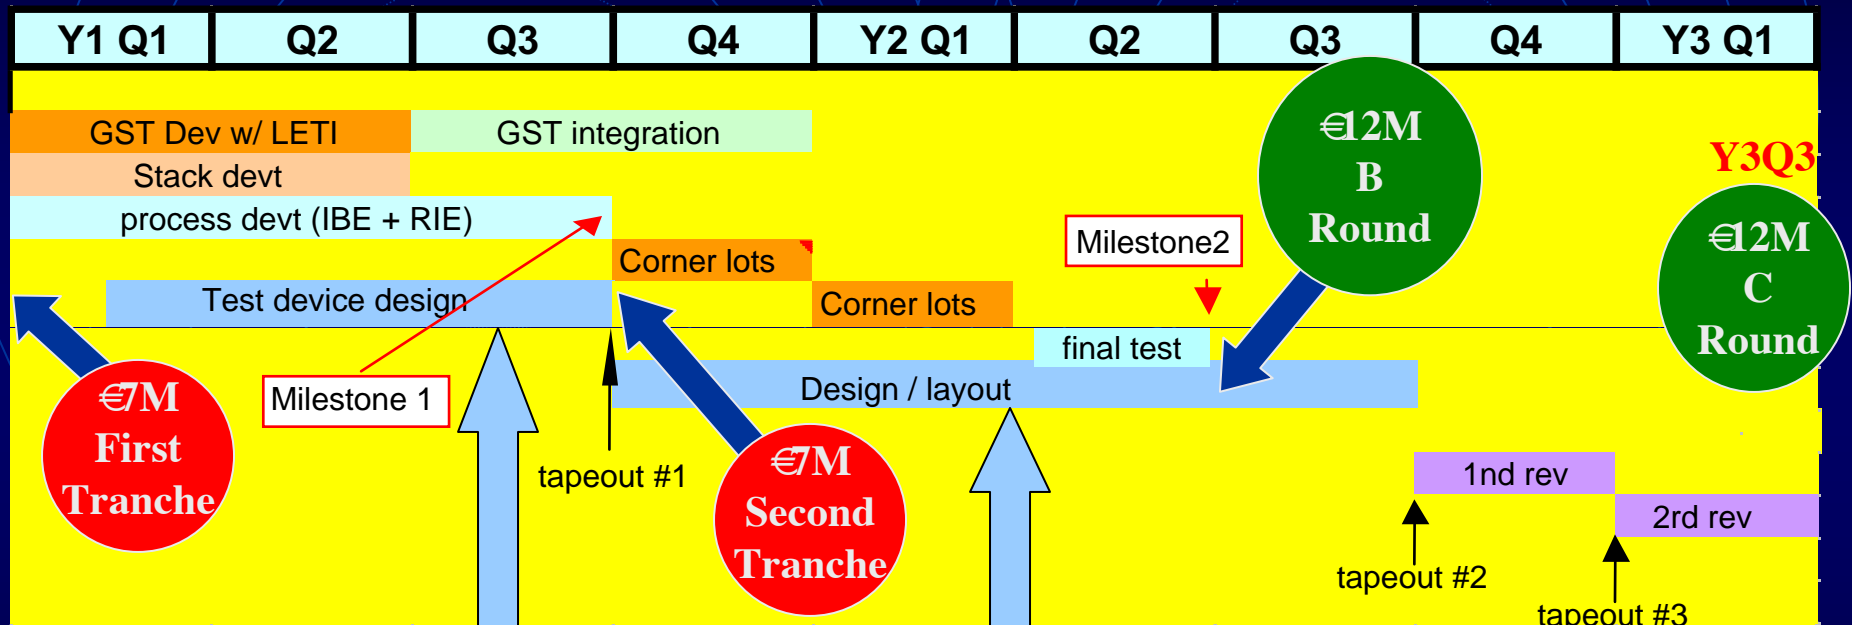 Y1 Q1 Q2 Q3 Q4 Y2 Q1 Q2 Q3 Q4 Y3 Q1
GST Dev w/ LETI
GST integration
Stack devt
process devt (IBE + RIE)
Corner lots
Test device design
Corner lots
Milestone2
€12M
B
Round
Y3Q3
€12M
C
Round
final test
Design / layout
Milestone 1
€7M
First
Tranche
tapeout #1
€7M
Second
Tranche
1nd rev
2rd rev
tapeout #2
tapeout #3